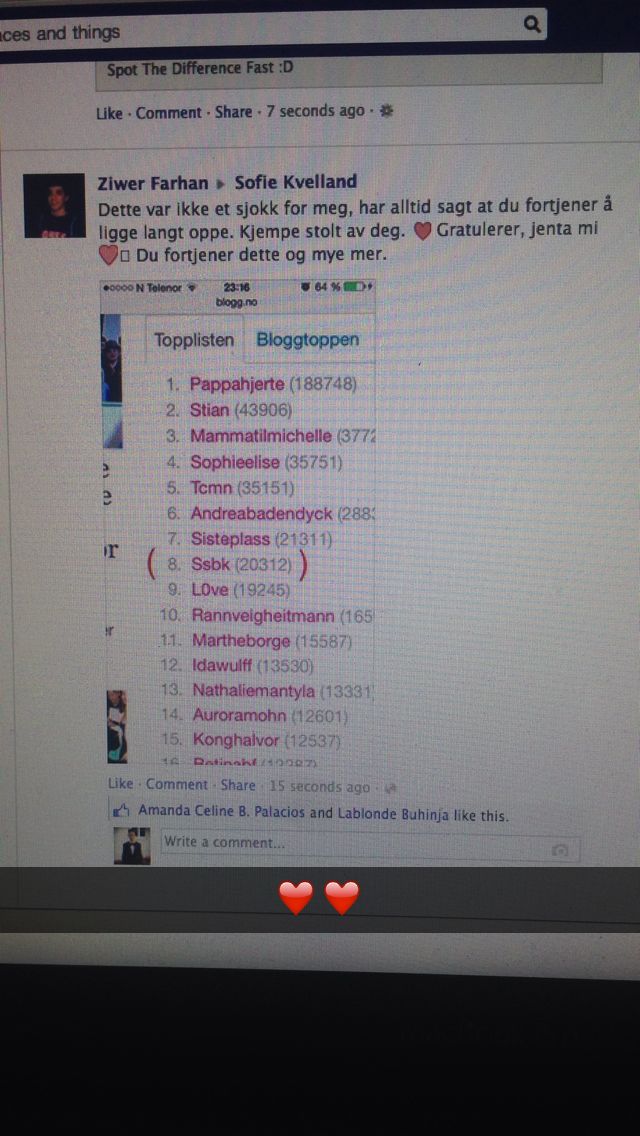 ces and things
Spot The Difference Fast :D
Like · Comment · Share · 7 seconds ago ·
Ziwer Farhan ▸ Sofie Kvelland
Dette var ikke et sjokk for meg, har alltid sagt at du fortjener å
ligge langt oppe. Kjempe stolt av deg. ❤ Gratulerer, jenta mi
❤▯ Du fortjener dette og mye mer.
●○○○○ N Telenor 23:16 64 %
blogg.no
Topplisten Bloggtoppen
1. Pappahjerte (188748)
2. Stian (43906)
3. Mammatilmichelle (3772
4. Sophieelise (35751)
5. Tcmn (35151)
6. Andreabadendyck (288
7. Sisteplass (21311)
( 8. Ssbk (20312) )
9. L0ve (19245)
10. Rannveigheitmann (165
11. Martheborge (15587)
12. Idawulff (13530)
13. Nathaliemantyla (13331
14. Auroramohn (12601)
15. Konghalvor (12537)
16.
Like · Comment · Share · 15 seconds ago ·
Amanda Celine B. Palacios and Lablonde Buhinja like this.
Write a comment...
❤❤